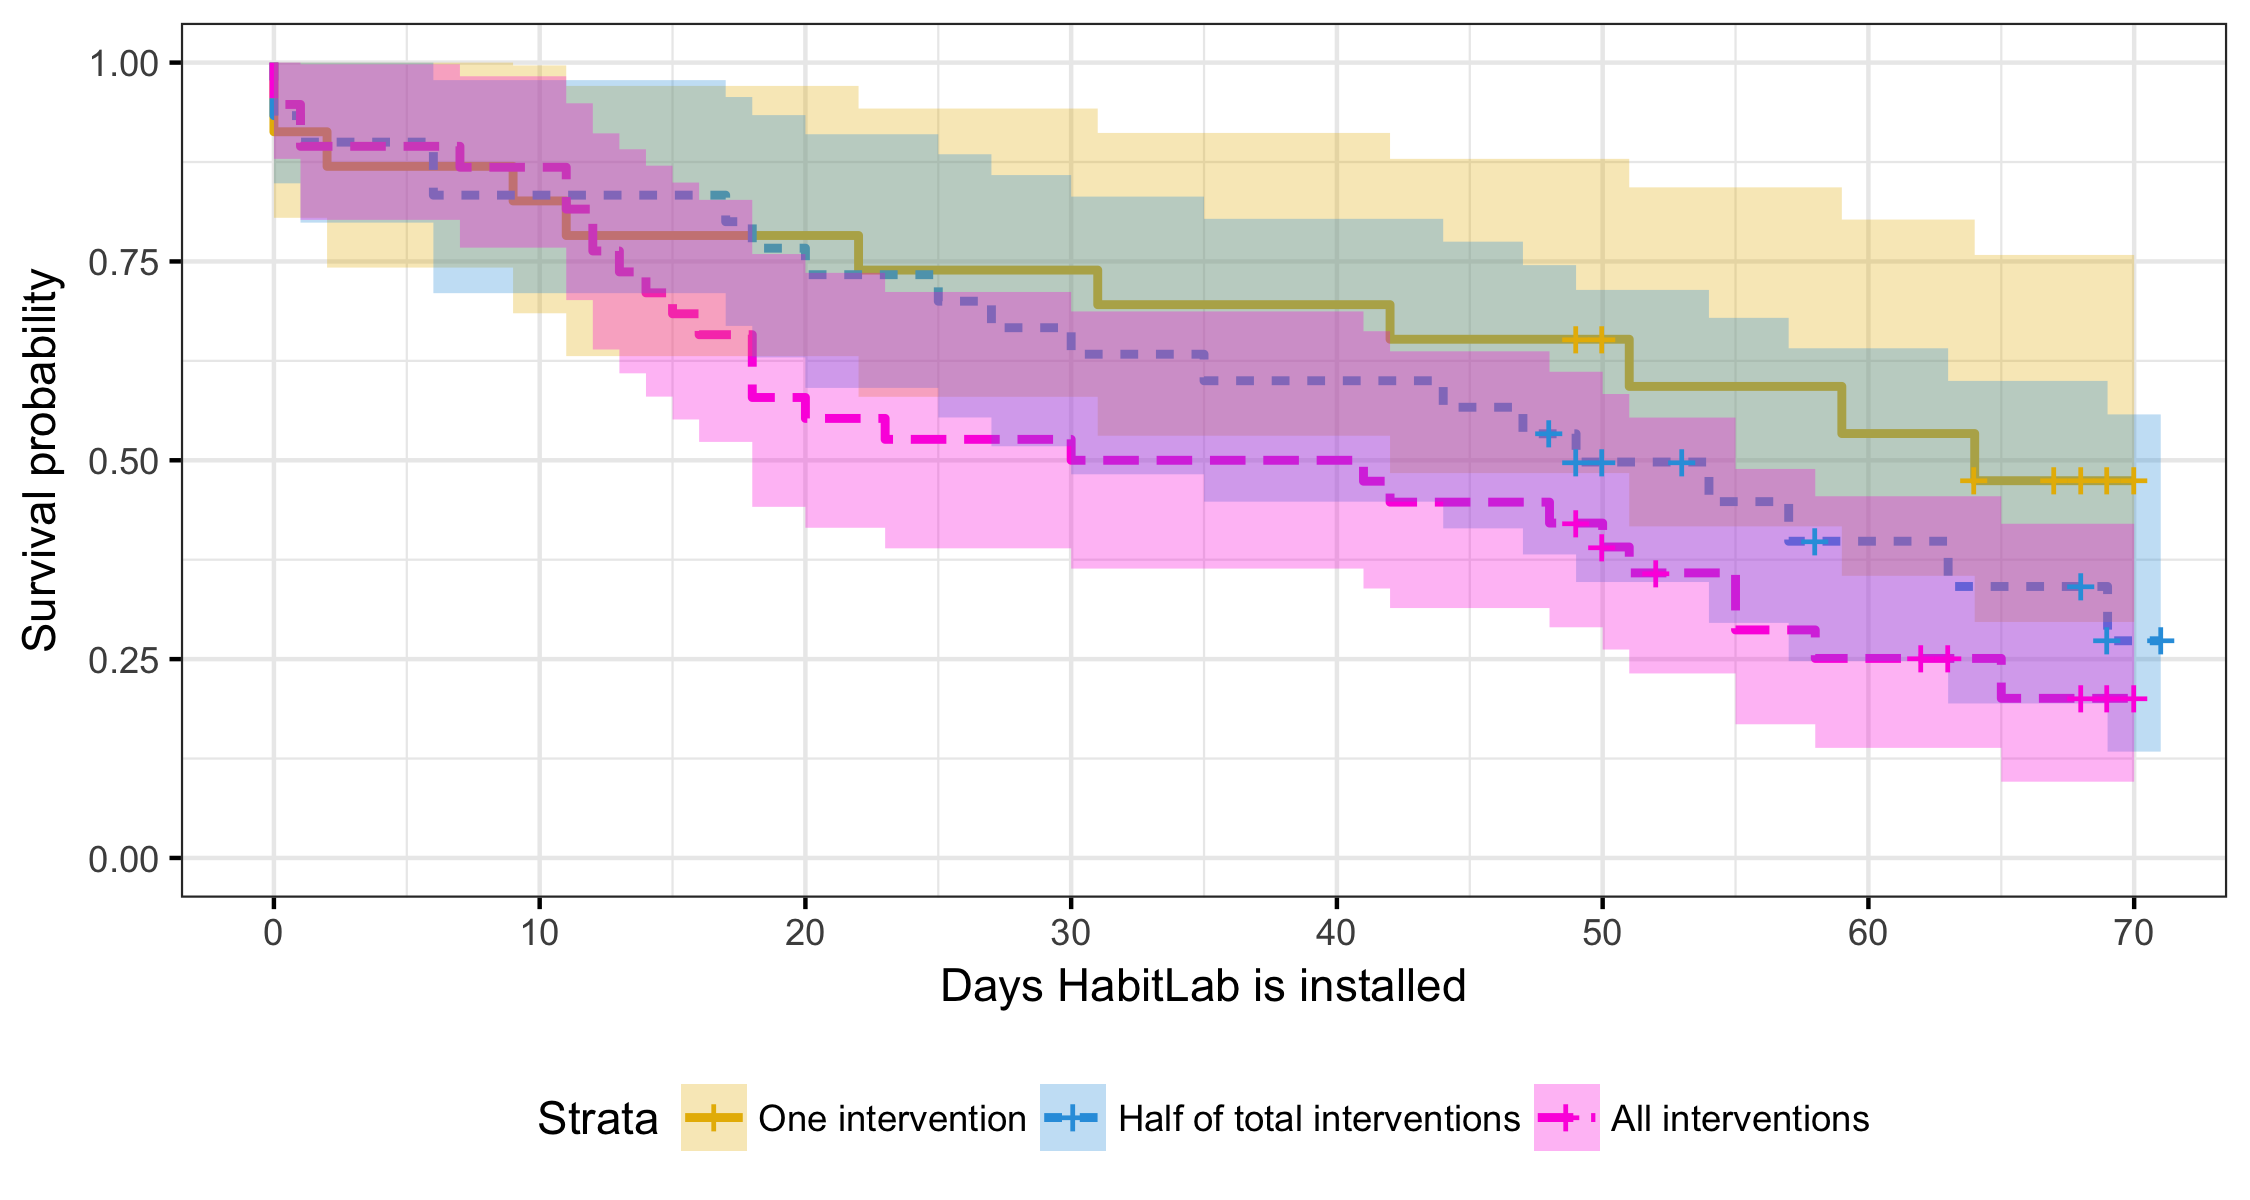 1.00
0.75
0.50
0.25
0.00
Survival probability
0 10 20 30 40 50 60 70
Days HabitLab is installed
Strata One intervention Half of total interventions All interventions